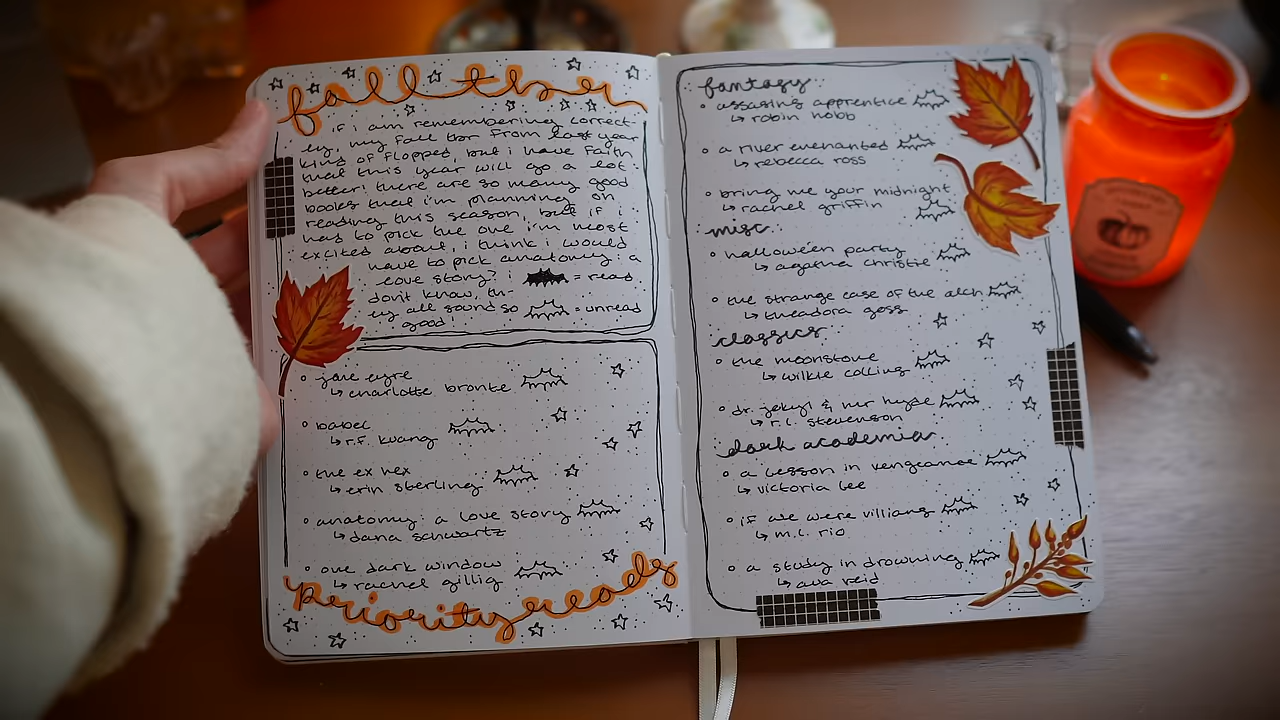 fall tbr
if i am remembering correct-
ly, my fall tbr from last year
kind of flopped, but i have faith
that this year will go a lot
better! there are so many good
books that i'm planning on
reading this season, but if i
had to pick the one i'm most
excited about, i think i would
have to pick anatomy: a
love story? i
don't know, th-
ey all sound so
good
= read
= unread
jane eyre
↳ charlotte bronte
babel
↳ r.f. kuang
the ex hex
↳ erin sterling
anatomy: a love story
↳ dana schwartz
one dark window
↳ rachel gillig
priority reads
fantasy
assasins apprentice
↳ robin hobb
a river enchanted
↳ rebecca ross
bring me your midnight
↳ rachel griffin
misc.
halloween party
↳ agatha christie
the strange case of the alch
↳ theadora goss
classics
the moonstone
↳ wilkie collins
dr. jekyl & mr hyde
↳ r.l. stevenson
dark academia
a lesson in vengeance
↳ victoria lee
if we were villians
↳ m.l. rio
a study in drowning
↳ ava reid